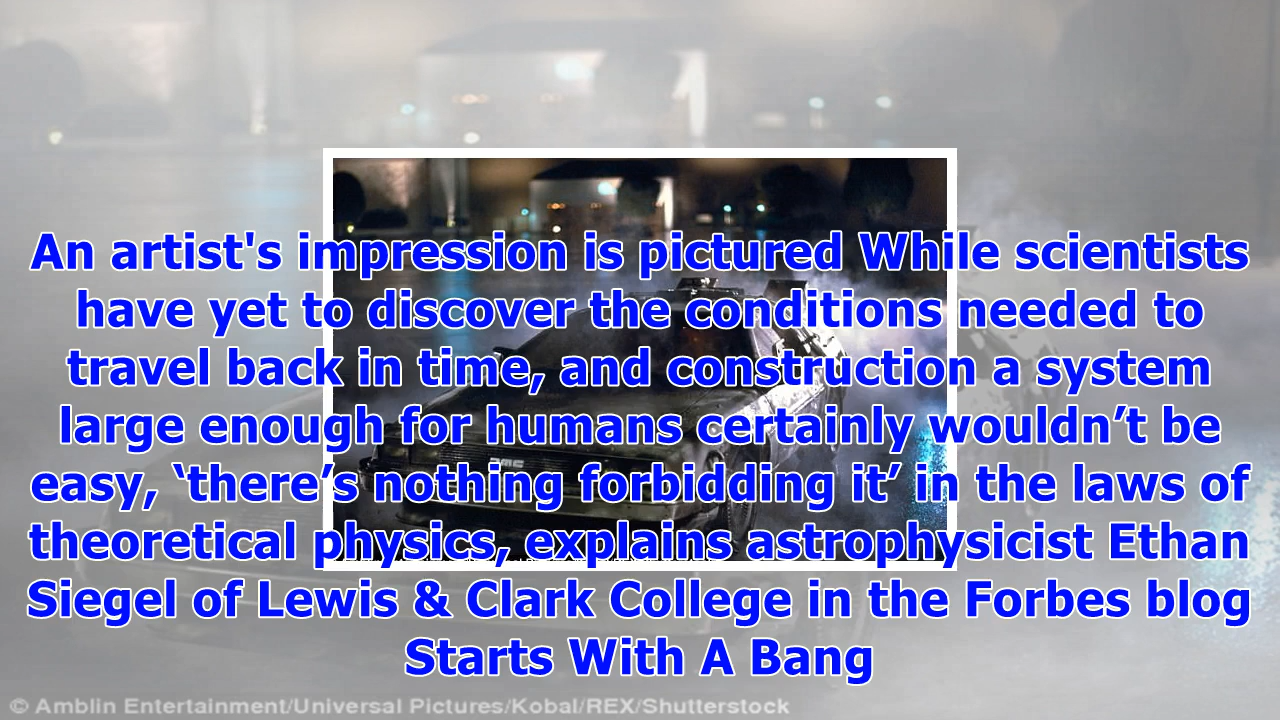 An artist's impression is pictured While scientists
have yet to discover the conditions needed to
travel back in time, and construction a system
large enough for humans certainly wouldn’t be
easy, ‘there’s nothing forbidding it’ in the laws of
theoretical physics, explains astrophysicist Ethan
Siegel of Lewis & Clark College in the Forbes blog
Starts With A Bang
© Amblin Entertainment/Universal Pictures/Kobal/REX/Shutterstock